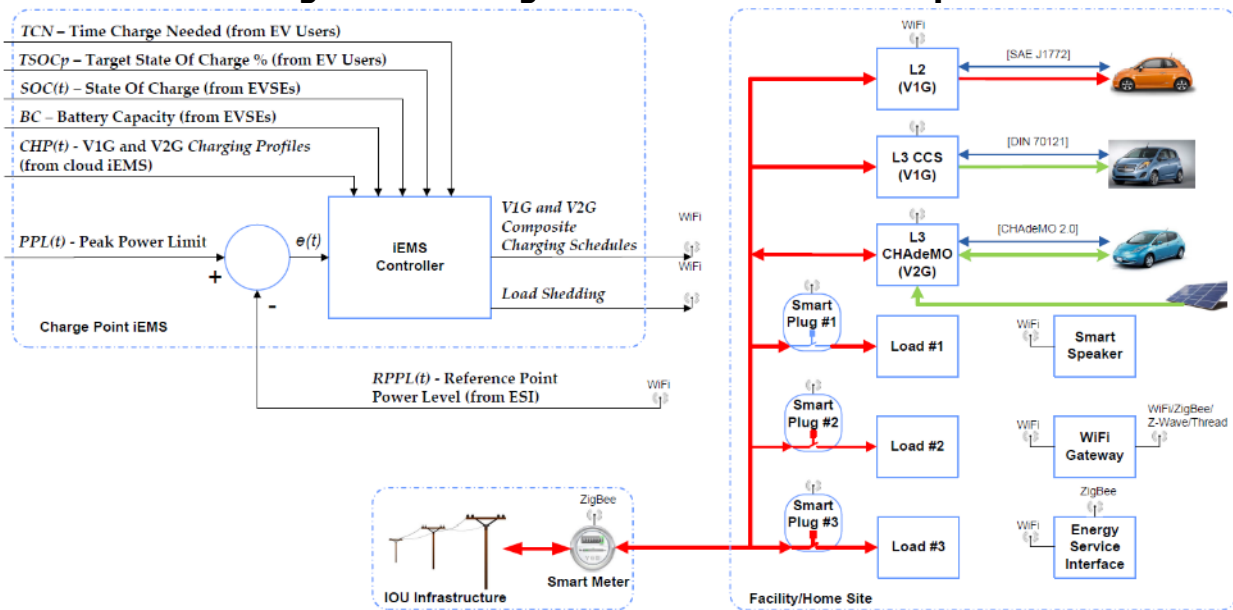 TCN – Time Charge Needed (from EV Users)
TSOCp – Target State Of Charge % (from EV Users)
SOC(t) – State Of Charge (from EVSEs)
BC – Battery Capacity (from EVSEs)
CHP(t) - V1G and V2G Charging Profiles
(from cloud iEMS)
PPL(t) - Peak Power Limit
+
-
e(t)
iEMS
Controller
V1G and V2G
Composite
Charging Schedules
WiFi
WiFi
Load Shedding
Charge Point iEMS
RPPL(t) - Reference Point
Power Level (from ESI)
WiFi
IOU Infrastructure
ZigBee
Smart Meter
WiFi
L2
(V1G)
[SAE J1772]
L3 CCS
(V1G)
[DIN 70121]
L3
CHAdeMO
(V2G)
[CHAdeMO 2.0]
Smart
Plug #1
Load #1
WiFi
Smart
Speaker
Smart
Plug #2
Load #2
WiFi
WiFi
Gateway
WiFi/ZigBee/
Z-Wave/Thread
Smart
Plug #3
Load #3
ZigBee
WiFi
Energy
Service
Interface
Facility/Home Site